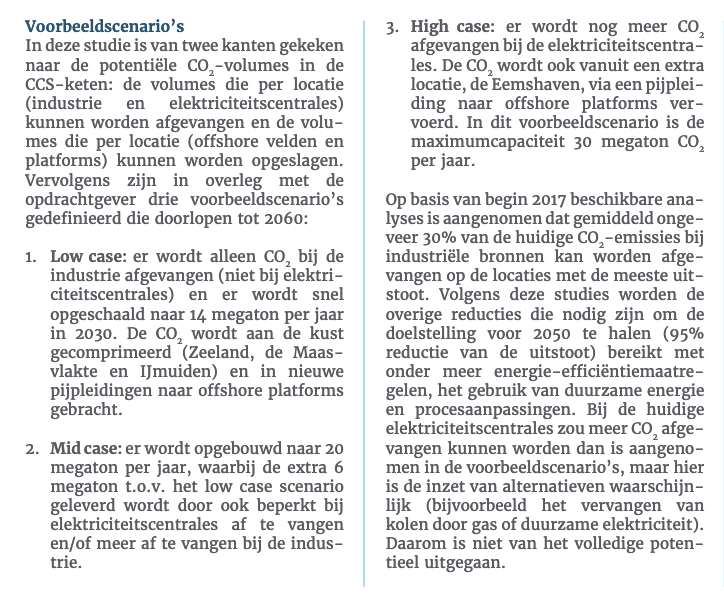 Voorbeeldscenario's
In deze studie is van twee kanten gekeken
naar de potentiële CO₂-volumes in de
CCS-keten: de volumes die per locatie
(industrie en elektriciteitscentrales)
kunnen worden afgevangen en de volu-
mes die per locatie (offshore velden en
platforms) kunnen worden opgeslagen.
Vervolgens zijn in overleg met de
opdrachtgever drie voorbeeldscenario's
gedefinieerd die doorlopen tot 2060:
1. Low case: er wordt alleen CO₂ bij de
industrie afgevangen (niet bij elektri-
citeitscentrales) en er wordt snel
opgeschaald naar 14 megaton per jaar
in 2030. De CO₂ wordt aan de kust
gecomprimeerd (Zeeland, de Maas-
vlakte en IJmuiden) en in nieuwe
pijpleidingen naar offshore platforms
gebracht.
2. Mid case: er wordt opgebouwd naar 20
megaton per jaar, waarbij de extra 6
megaton t.o.v. het low case scenario
geleverd wordt door ook beperkt bij
elektriciteitscentrales af te vangen
en/of meer af te vangen bij de indus-
trie.
3. High case: er wordt nog meer CO₂
afgevangen bij de elektriciteitscentra-
les. De CO₂ wordt ook vanuit een extra
locatie, de Eemshaven, via een pijplei-
ding naar offshore platforms ver-
voerd. In dit voorbeeldscenario is de
maximumcapaciteit 30 megaton CO₂
per jaar.
Op basis van begin 2017 beschikbare ana-
lyses is aangenomen dat gemiddeld onge-
veer 30% van de huidige CO₂-emissies bij
industriële bronnen kan worden afge-
vangen op de locaties met de meeste uit-
stoot. Volgens deze studies worden de
overige reducties die nodig zijn om de
doelstelling voor 2050 te halen (95%
reductie van de uitstoot) bereikt met
onder meer energie-efficiëntiemaatre-
gelen, het gebruik van duurzame energie
en procesaanpassingen. Bij de huidige
elektriciteitscentrales zou meer CO₂ afge-
vangen kunnen worden dan is aangeno-
men in de voorbeeldscenario's, maar hier
is de inzet van alternatieven waarschijn-
lijk (bijvoorbeeld het vervangen van
kolen door gas of duurzame elektriciteit).
Daarom is niet van het volledige poten-
tieel uitgegaan.